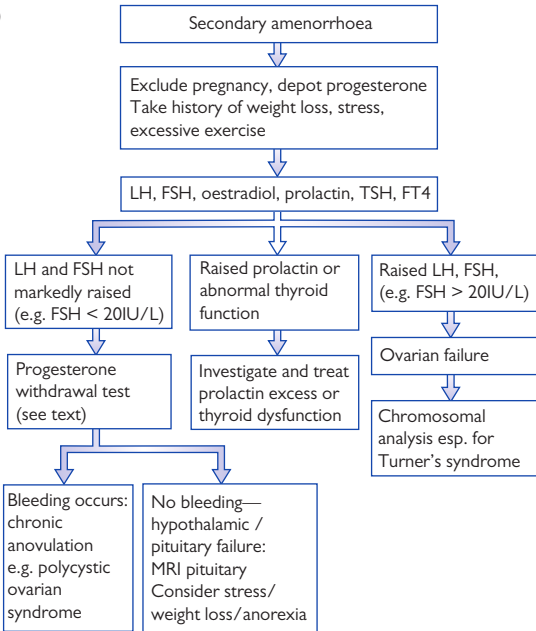 Secondary amenorrhoea
Exclude pregnancy, depot progesterone
Take history of weight loss, stress,
excessive exercise
LH, FSH, oestradiol, prolactin, TSH, FT4
LH and FSH not
markedly raised
(e.g. FSH < 20IU/L)
Raised prolactin or
abnormal thyroid
function
Raised LH, FSH,
(e.g. FSH > 20IU/L)
Progesterone
withdrawal test
(see text)
Investigate and treat
prolactin excess or
thyroid dysfunction
Ovarian failure
Chromosomal
analysis esp. for
Turner's syndrome
Bleeding occurs:
chronic
anovulation
e.g. polycystic
ovarian
syndrome
No bleeding—
hypothalamic /
pituitary failure:
MRI pituitary
Consider stress/
weight loss/anorexia